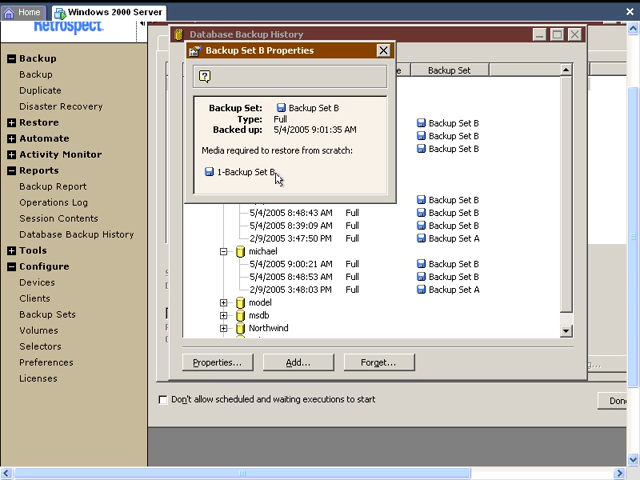 Home
Windows 2000 Server
Retrospect.
Backup
Backup
Duplicate
Disaster Recovery
Restore
Automate
Activity Monitor
Reports
Backup Report
Operations Log
Session Contents
Database Backup History
Tools
Configure
Devices
Clients
Backup Sets
Volumes
Selectors
Preferences
Licenses
Database Backup History
Backup Set B Properties
Backup Set: Backup Set B
Type: Full
Backed up: 5/4/2005 9:01:35 AM
Media required to restore from scratch:
1-Backup Set B
Backup Set
Backup Set B
Backup Set B
Backup Set B
Backup Set B
5/4/2005 8:48:43 AM Full Backup Set B
5/4/2005 8:39:09 AM Full Backup Set B
2/9/2005 3:47:50 PM Full Backup Set A
michael
5/4/2005 9:00:21 AM Full Backup Set B
5/4/2005 8:48:53 AM Full Backup Set B
2/9/2005 3:48:03 PM Full Backup Set A
model
msdb
Northwind
Properties... Add... Forget...
Don't allow scheduled and waiting executions to start